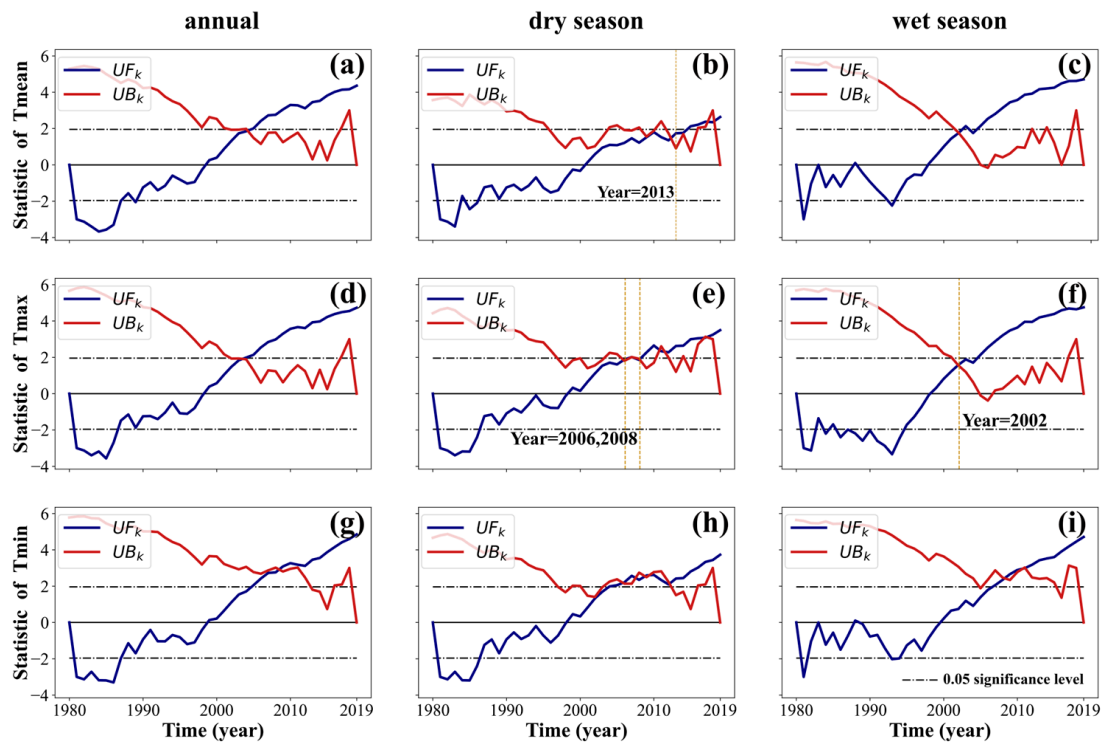 annual dry season wet season
Statistic of Tmean
6
4
2
0
−2
−4
UFk
UBk
(a)
UFk
UBk
(b)
Year=2013
UFk
UBk
(c)
Statistic of Tmax
6
4
2
0
−2
−4
UFk
UBk
(d)
UFk
UBk
(e)
Year=2006,2008
UFk
UBk
(f)
Year=2002
Statistic of Tmin
6
4
2
0
−2
−4
UFk
UBk
(g)
UFk
UBk
(h)
UFk
UBk
(i)
0.05 significance level
1980 1990 2000 2010 2019 1980 1990 2000 2010 2019 1980 1990 2000 2010 2019
Time (year) Time (year) Time (year)